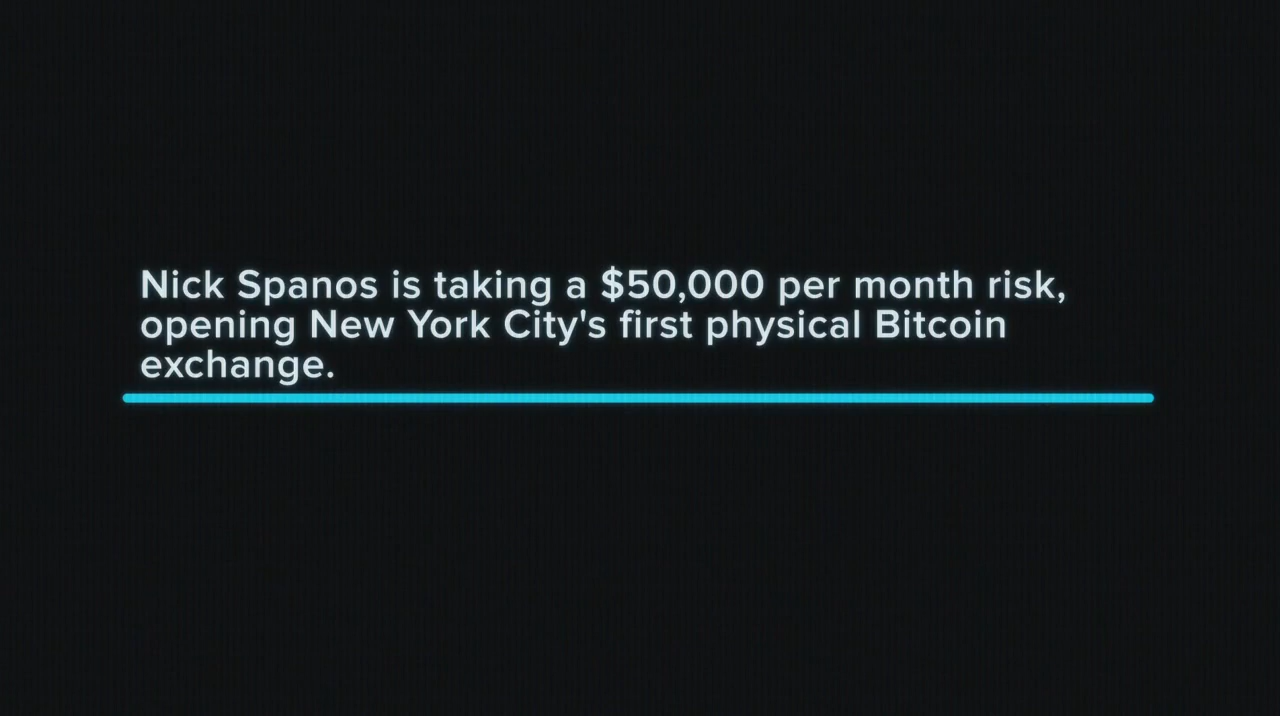 Nick Spanos is taking a $50,000 per month risk,
opening New York City's first physical Bitcoin
exchange.